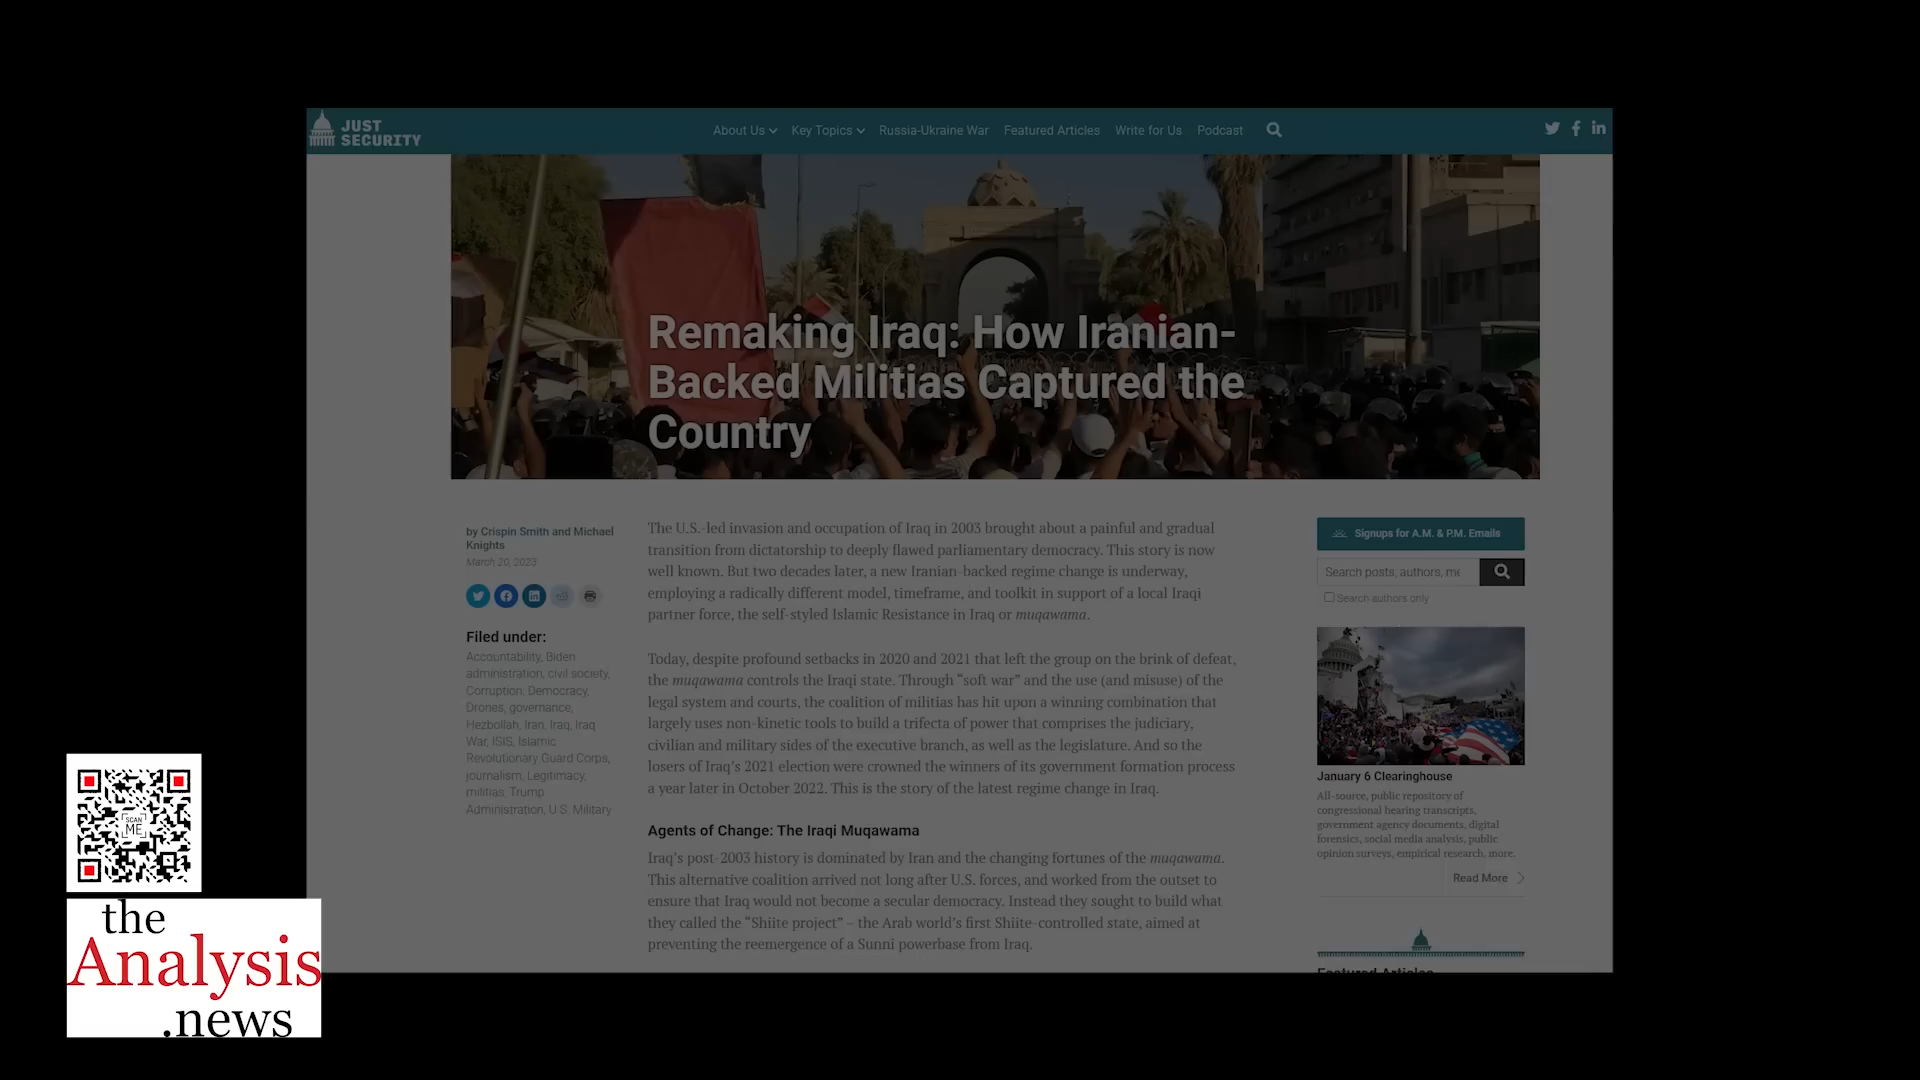 JUST
SECURITY
About Us
Key Topics
Russia-Ukraine War
Featured Articles
Write for Us
Podcast
Remaking Iraq: How Iranian-
Backed Militias Captured the
Country
by Crispin Smith and Michael
Knights
March 20, 2023
Filed under:
Accountability, Biden
administration, civil society,
Corruption, Democracy,
Drones, governance,
Hezbollah, Iran, Iraq, Iraq
War, ISIS, Islamic
Revolutionary Guard Corps,
journalism, Legitimacy,
militias, Trump
Administration, U.S. Military
The U.S.-led invasion and occupation of Iraq in 2003 brought about a painful and gradual
transition from dictatorship to deeply flawed parliamentary democracy. This story is now
well known. But two decades later, a new Iranian-backed regime change is underway,
employing a radically different model, timeframe, and toolkit in support of a local Iraqi
partner force, the self-styled Islamic Resistance in Iraq or muqawama.
Today, despite profound setbacks in 2020 and 2021 that left the group on the brink of defeat,
the muqawama controls the Iraqi state. Through “soft war” and the use (and misuse) of the
legal system and courts, the coalition of militias has hit upon a winning combination that
largely uses non-kinetic tools to build a trifecta of power that comprises the judiciary,
civilian and military sides of the executive branch, as well as the legislature. And so the
losers of Iraq’s 2021 election were crowned the winners of its government formation process
a year later in October 2022. This is the story of the latest regime change in Iraq.
Agents of Change: The Iraqi Muqawama
Iraq’s post-2003 history is dominated by Iran and the changing fortunes of the muqawama.
This alternative coalition arrived not long after U.S. forces, and worked from the outset to
ensure that Iraq would not become a secular democracy. Instead they sought to build what
they called the “Shiite project” – the Arab world’s first Shiite-controlled state, aimed at
preventing the reemergence of a Sunni powerbase from Iraq.
Signups for A.M. & P.M. Emails
Search posts, authors, me
Search authors only
January 6 Clearinghouse
All-source, public repository of
congressional hearing transcripts,
government agency documents, digital
forensics, social media analysis, public
opinion surveys, empirical research, more.
Read More
Featured Articles
SCAN
ME
the
Analysis
.news